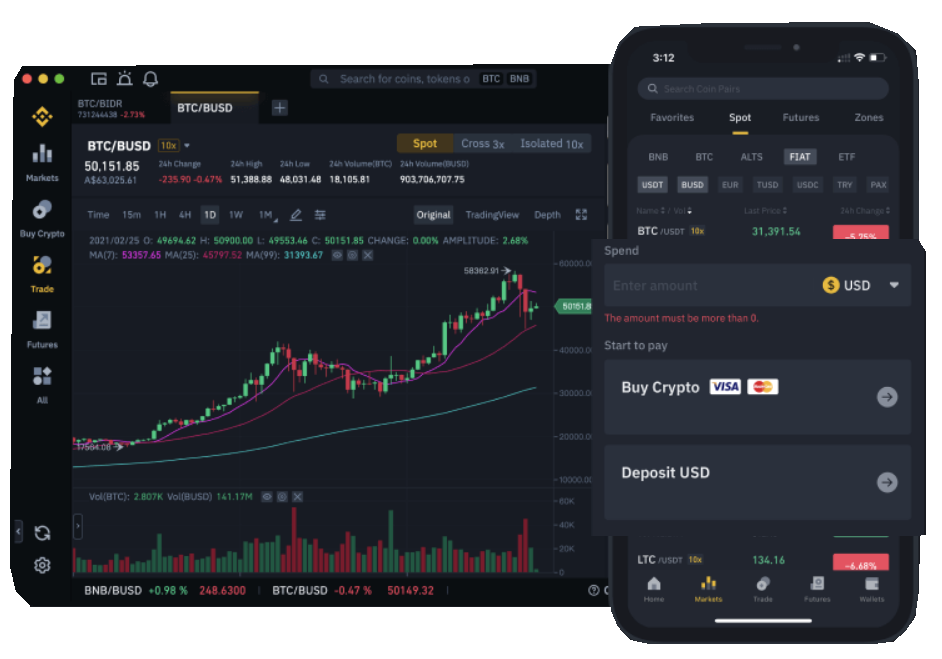 Search for coins, tokens o BTC BNB
BTC/BIDR
731244438 -2.73%
BTC/BUSD
BTC/BUSD 10x
Spot Cross 3x Isolated 10x
50,151.85
A$63,025.61
24h Change
-235.90 -0.47%
24h High
51,388.88
24h Low
48,031.48
24h Volume(BTC)
18,105.81
24h Volume(BUSD)
903,706,707.75
Markets
Buy Crypto
Trade
Futures
All
Time 15m 1H 4H 1D 1W 1M
Original TradingView Depth
2021/02/25 O: 49694.62 H: 50900.00 L: 49553.46 C: 50151.85 CHANGE: 0.00% AMPLITUDE: 2.68%
MA(7): 53357.65 MA(25): 45797.52 MA(99): 31393.67
58362.91
60000.0
50151.8
40000.00
30000.00
20000.0
10000.0
17564.08
Vol(BTC): 2.807K Vol(BUSD) 141.17M
60K
40K
20K
0
BNB/BUSD +0.98 % 248.6300 BTC/BUSD -0.47 % 50149.32
3:12
Search Coin Pairs
Favorites Spot Futures Zones
BNB BTC ALTS FIAT ETF
USDT BUSD EUR TUSD USDC TRY PAX
Name / Vol Last Price 24h Change
BTC /USDT 10x 31,391.54 -5.25%
Spend
Enter amount
$ USD
The amount must be more than 0.
Start to pay
Buy Crypto VISA
Deposit USD
LTC /USDT 10x 134.16 -6.68%
Home Markets Trade Futures Wallets